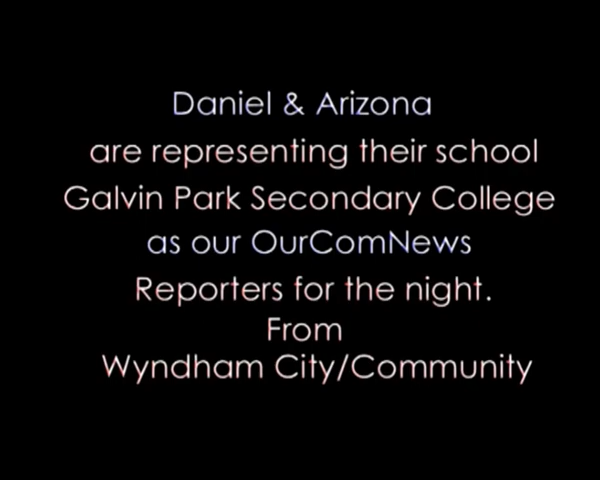 Daniel & Arizona
are representing their school
Galvin Park Secondary College
as our OurComNews
Reporters for the night.
From
Wyndham City/Community